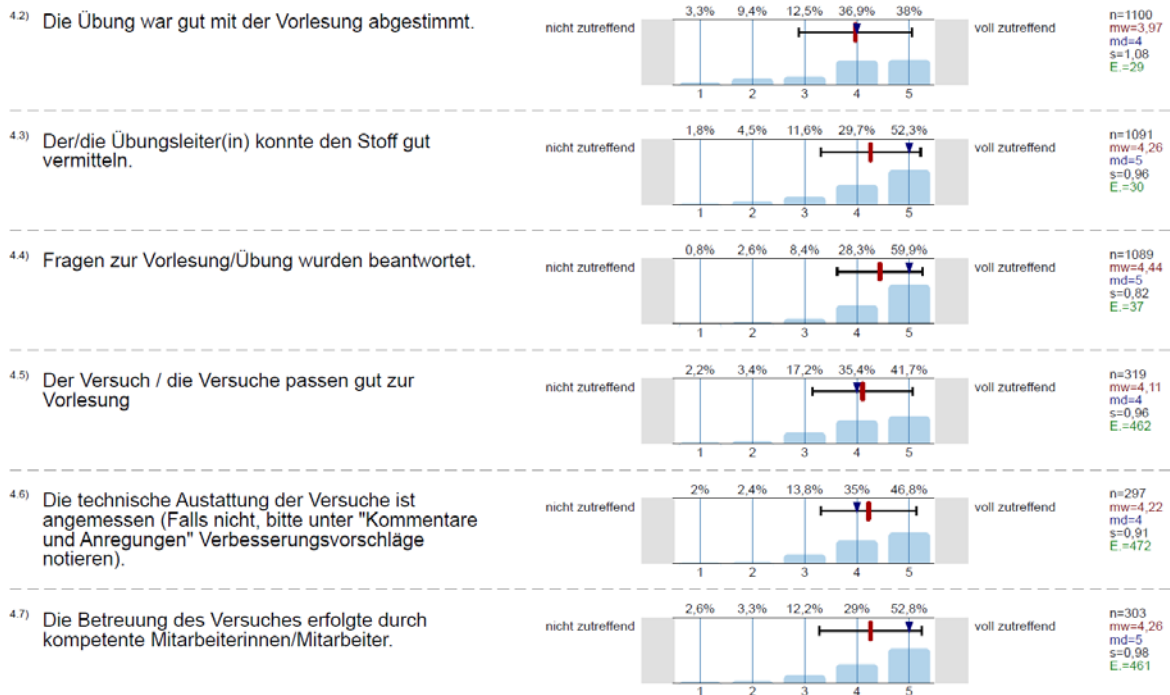 4.2) Die Übung war gut mit der Vorlesung abgestimmt.
nicht zutreffend
3,3% 9,4% 12,5% 36,9% 38%
1 2 3 4 5
voll zutreffend
n=1100
mw=3,97
md=4
s=1,08
E.=29
4.3) Der/die Übungsleiter(in) konnte den Stoff gut
vermitteln.
nicht zutreffend
1,8% 4,5% 11,6% 29,7% 52,3%
1 2 3 4 5
voll zutreffend
n=1091
mw=4,26
md=5
s=0,96
E.=30
4.4) Fragen zur Vorlesung/Übung wurden beantwortet.
nicht zutreffend
0,8% 2,6% 8,4% 28,3% 59,9%
1 2 3 4 5
voll zutreffend
n=1089
mw=4,44
md=5
s=0,82
E.=37
4.5) Der Versuch / die Versuche passen gut zur
Vorlesung
nicht zutreffend
2,2% 3,4% 17,2% 35,4% 41,7%
1 2 3 4 5
voll zutreffend
n=319
mw=4,11
md=4
s=0,96
E.=462
4.6) Die technische Austattung der Versuche ist
angemessen (Falls nicht, bitte unter "Kommentare
und Anregungen" Verbesserungsvorschläge
notieren).
nicht zutreffend
2% 2,4% 13,8% 35% 46,8%
1 2 3 4 5
voll zutreffend
n=297
mw=4,22
md=4
s=0,91
E.=472
4.7) Die Betreuung des Versuches erfolgte durch
kompetente Mitarbeiterinnen/Mitarbeiter.
nicht zutreffend
2,6% 3,3% 12,2% 29% 52,8%
1 2 3 4 5
voll zutreffend
n=303
mw=4,26
md=5
s=0,98
E.=461